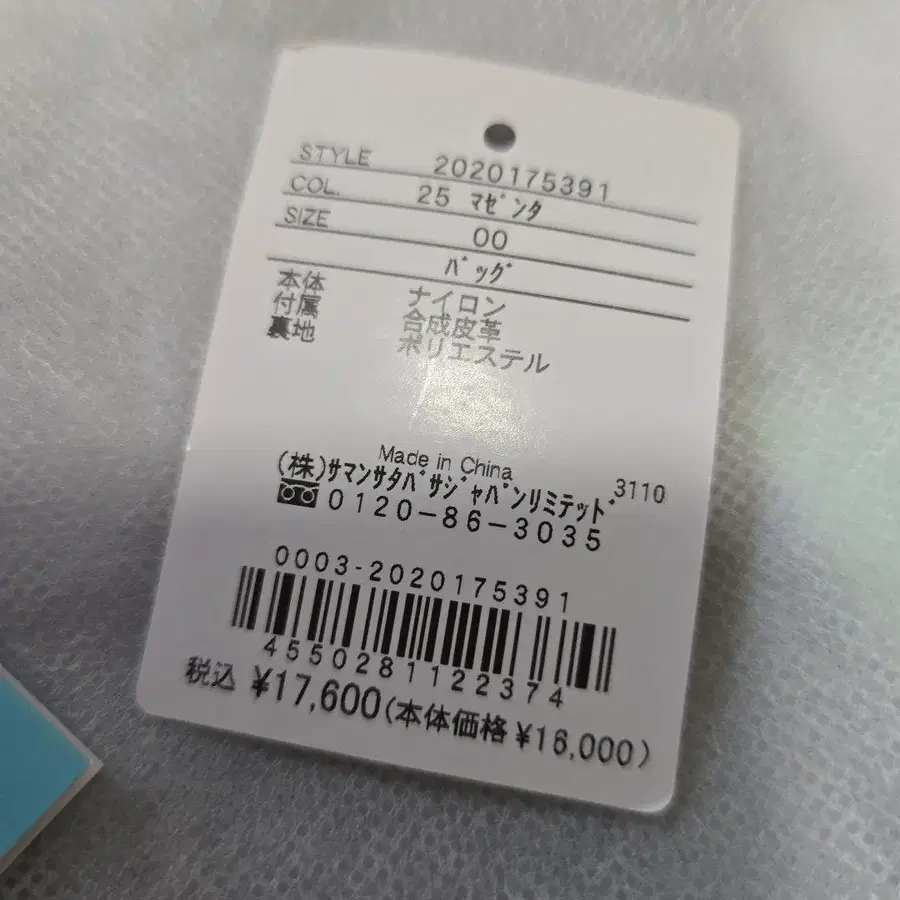 STYLE 2020175391
COL. 25 ﾏｾﾞﾝﾀ
SIZE 00
ﾊﾞｯｸﾞ
本体 ナイロン
付属 合成皮革
裏地 ポリエステル
Made in China
(株)ｻﾏﾝｻﾀﾊﾞｻｼﾞｬﾊﾟﾝﾘﾐﾃｯﾄﾞ 3110
0120-86-3035
0003-2020175391
4550281122374
税込 ¥17,600(本体価格¥16,000)